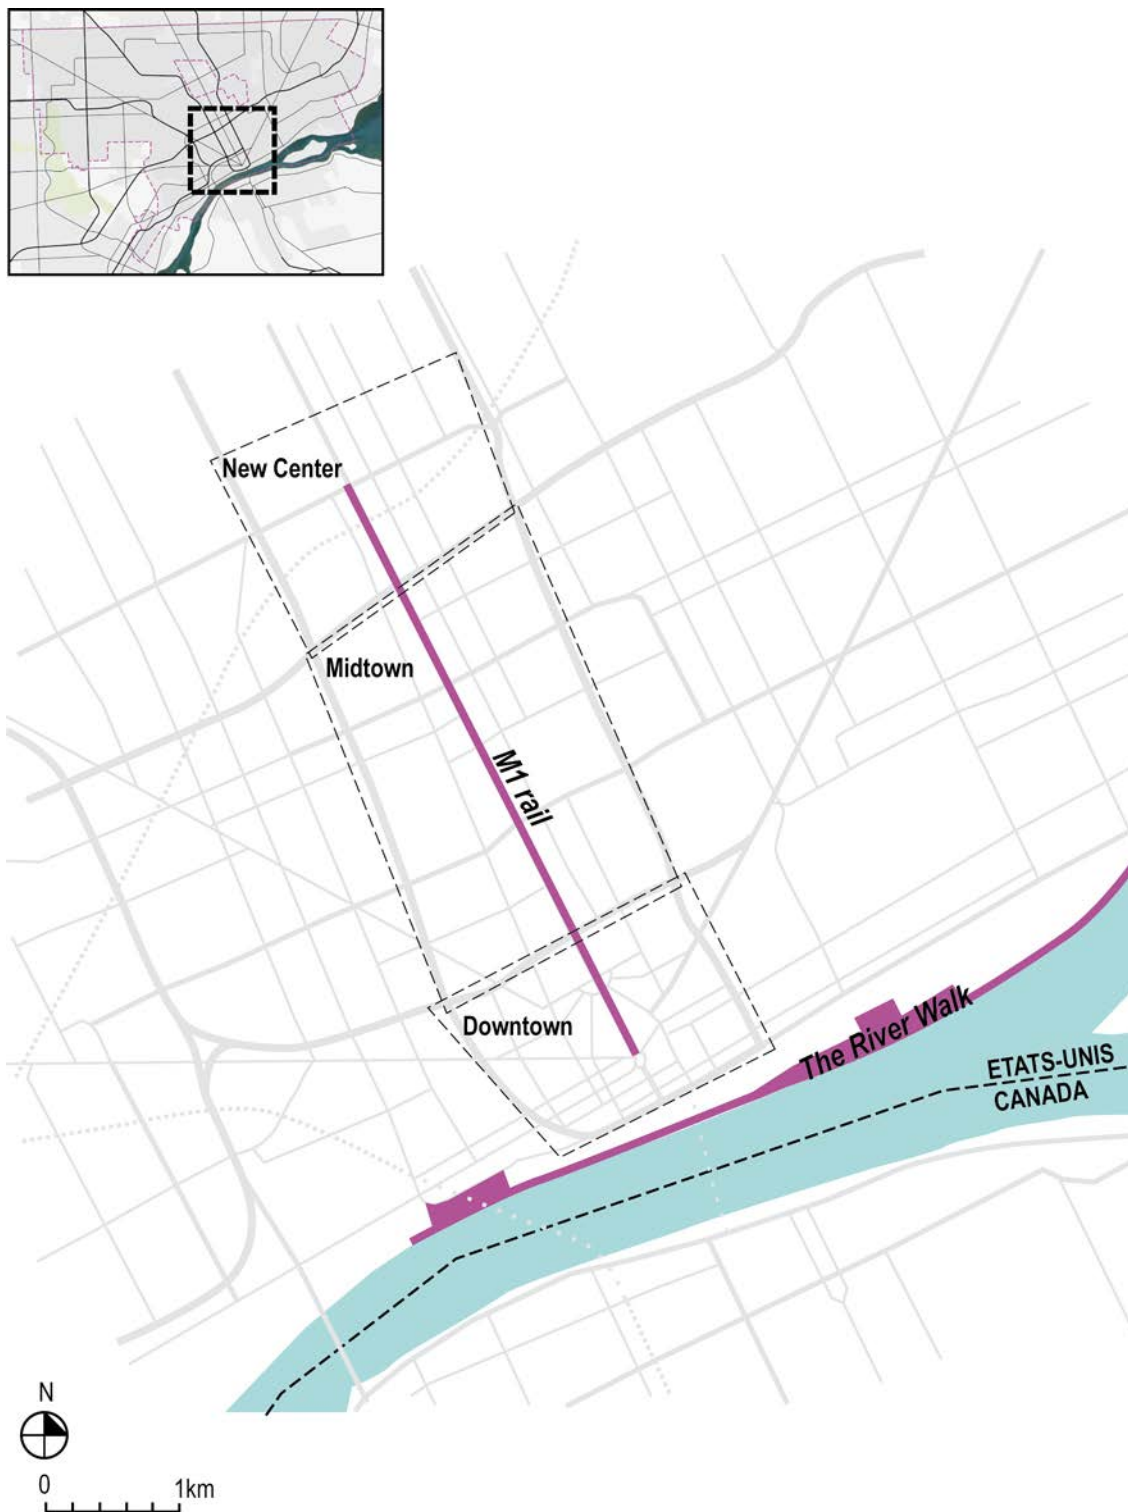 New Center
Midtown
M1 rail
Downtown
The River Walk
ETATS-UNIS
CANADA
N
0
1km